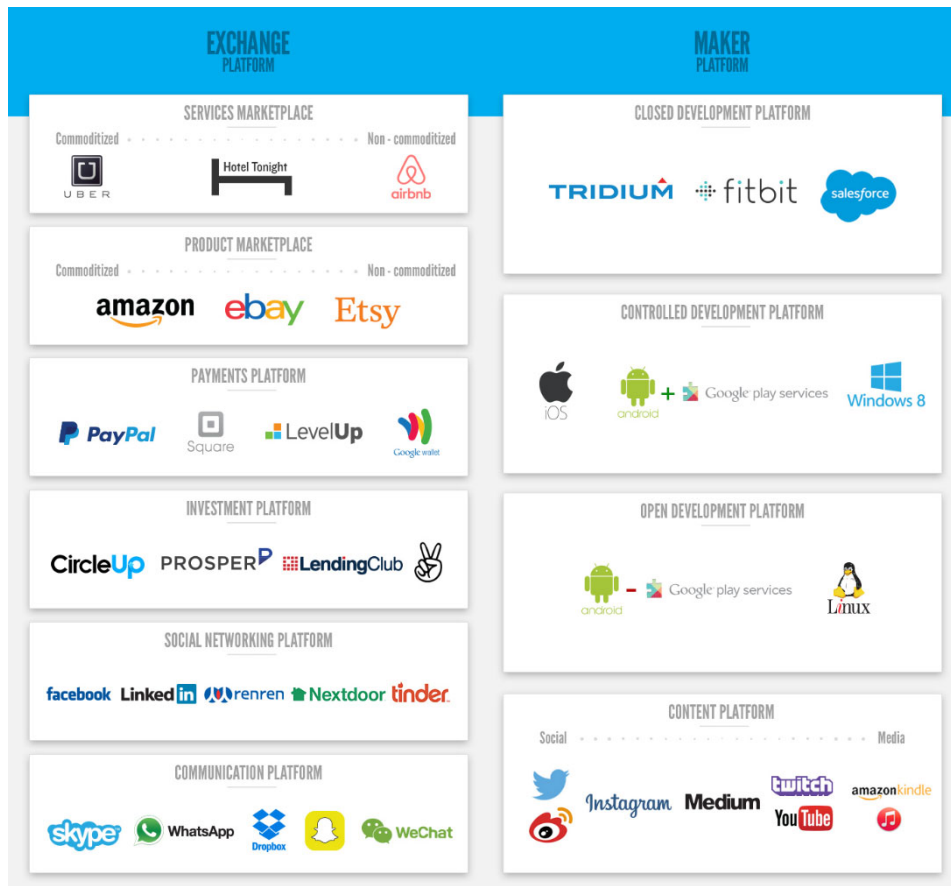 EXCHANGE
PLATFORM
SERVICES MARKETPLACE
Commoditized
Non - commoditized
U
UBER
Hotel Tonight
airbnb
PRODUCT MARKETPLACE
Commoditized
Non - commoditized
amazon
ebay
Etsy
PAYMENTS PLATFORM
PayPal
Square
LevelUp
Google wallet
INVESTMENT PLATFORM
CircleUp
PROSPER
LendingClub
SOCIAL NETWORKING PLATFORM
facebook
Linked in
renren
Nextdoor
tinder.
COMMUNICATION PLATFORM
skype
WhatsApp
Dropbox
WeChat
MAKER
PLATFORM
CLOSED DEVELOPMENT PLATFORM
TRIDIUM
fitbit
salesforce
CONTROLLED DEVELOPMENT PLATFORM
iOS
android
+
Google play services
Windows 8
OPEN DEVELOPMENT PLATFORM
android
-
Google play services
Linux
CONTENT PLATFORM
Social
Media
Instagram
Medium
twitch
YouTube
amazonkindle